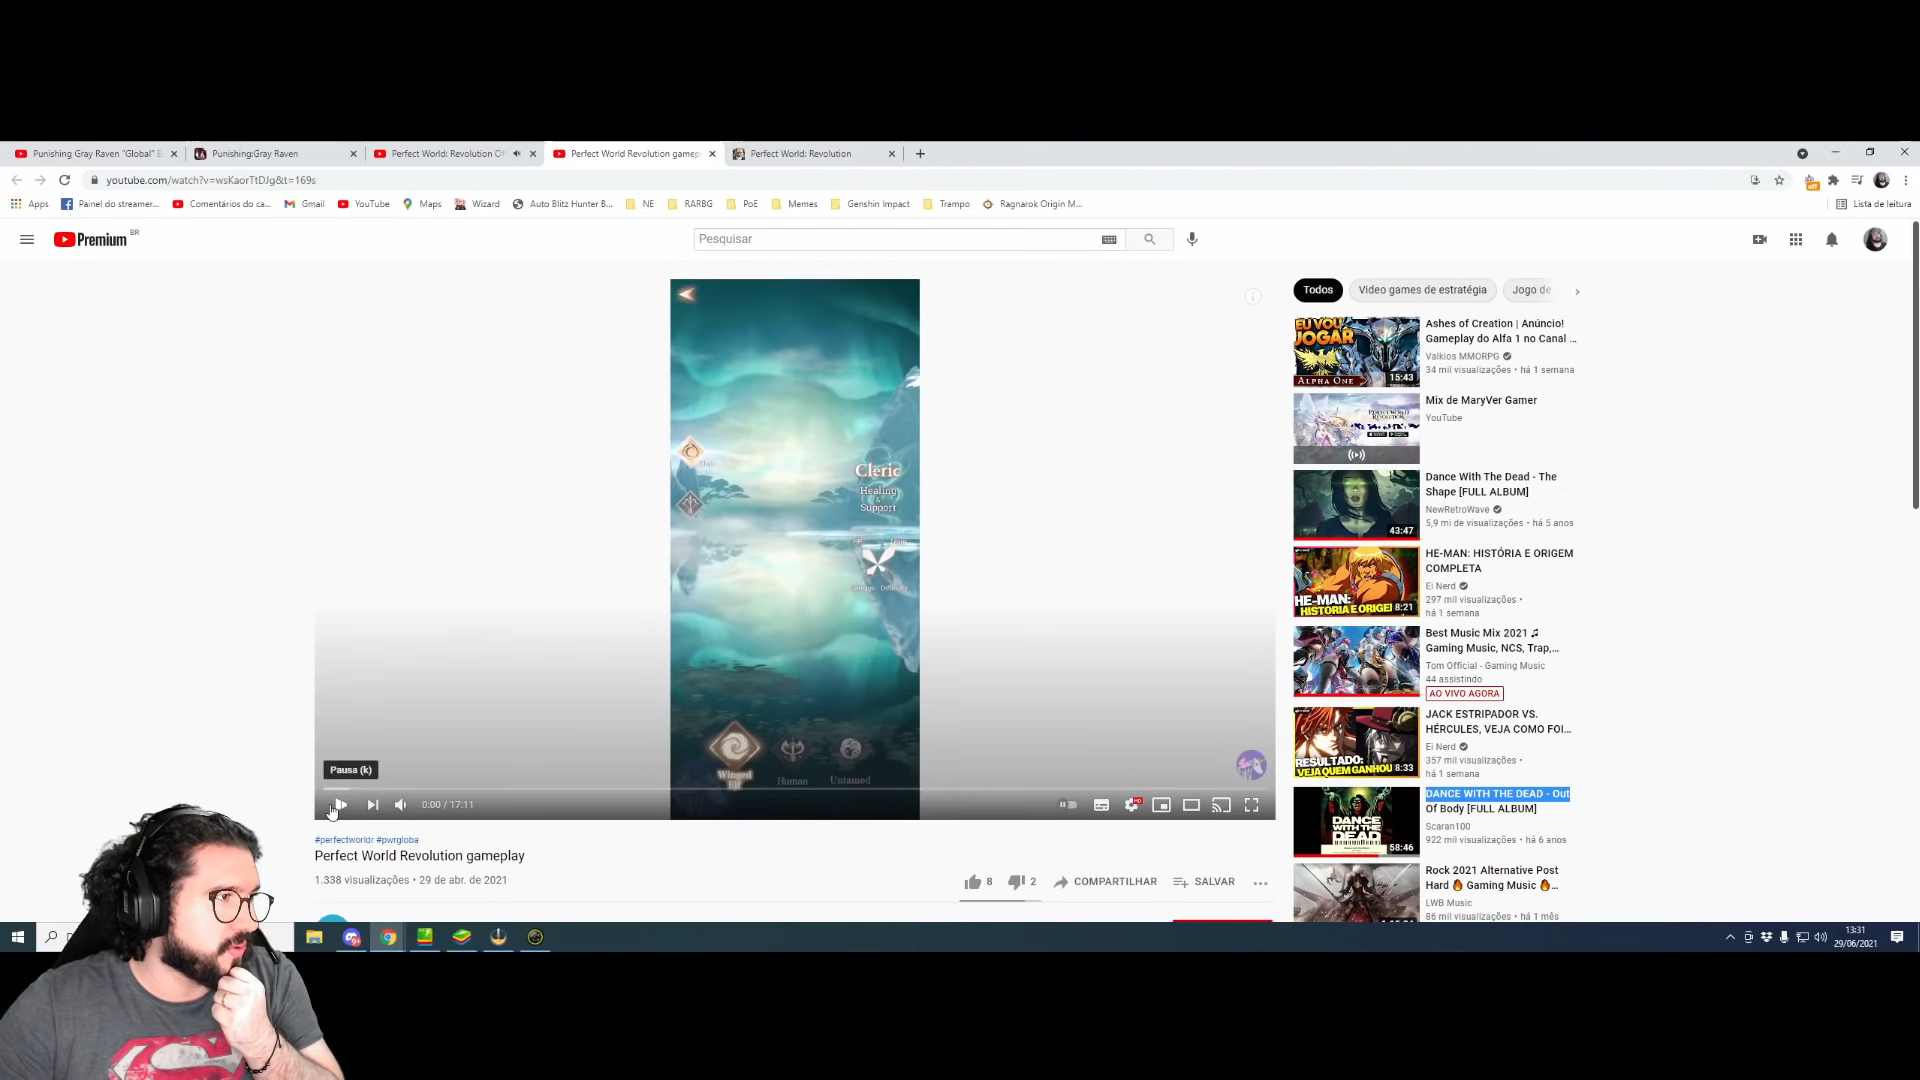 Punishing Gray Raven "Global" E
Punishing:Gray Raven
Perfect World: Revolution Of
Perfect World Revolution gamep
Perfect World: Revolution
youtube.com/watch?v=wsKaorTtDJg&t=169s
Apps
Painel do streamer...
Comentários do ca...
Gmail
YouTube
Maps
Wizard
Auto Blitz Hunter B...
NE
RARBG
PoE
Memes
Genshin Impact
Trampo
Ragnarok Origin M...
Lista de leitura
Premium BR
Pesquisar
Cleric
Healing
&
Support
Difficulty
Winged
Elf
Human
Untamed
Pausa (k)
0:00 / 17:11
#perfectworldr #pwrgloba
Perfect World Revolution gameplay
1.338 visualizações • 29 de abr. de 2021
8
2
COMPARTILHAR
SALVAR
Todos
Video games de estratégia
Jogo de
EU VOU
JOGAR
ALPHA ONE
15:43
Ashes of Creation | Anúncio!
Gameplay do Alfa 1 no Canal ...
Valkios MMORPG
34 mil visualizações • há 1 semana
PERFECT WORLD
REVOLUTION
Mix de MaryVer Gamer
YouTube
43:47
Dance With The Dead - The
Shape [FULL ALBUM]
NewRetroWave
5,9 mi de visualizações • há 5 anos
HE-MAN:
HISTÓRIA E ORIGEM
8:21
HE-MAN: HISTÓRIA E ORIGEM
COMPLETA
Ei Nerd
297 mil visualizações •
há 1 semana
Best Music Mix 2021 ♫
Gaming Music, NCS, Trap,...
Tom Official - Gaming Music
44 assistindo
AO VIVO AGORA
RESULTADO:
VEJA QUEM GANHOU
8:33
JACK ESTRIPADOR VS.
HÉRCULES, VEJA COMO FOI...
Ei Nerd
357 mil visualizações •
há 1 semana
DANCE
WITH THE
DEAD
58:46
DANCE WITH THE DEAD - Out
Of Body [FULL ALBUM]
Scaran100
922 mil visualizações • há 6 anos
Rock 2021 Alternative Post
Hard 🔥 Gaming Music 🔥...
LWB Music
86 mil visualizações • há 1 mês
13:31
29/06/2021